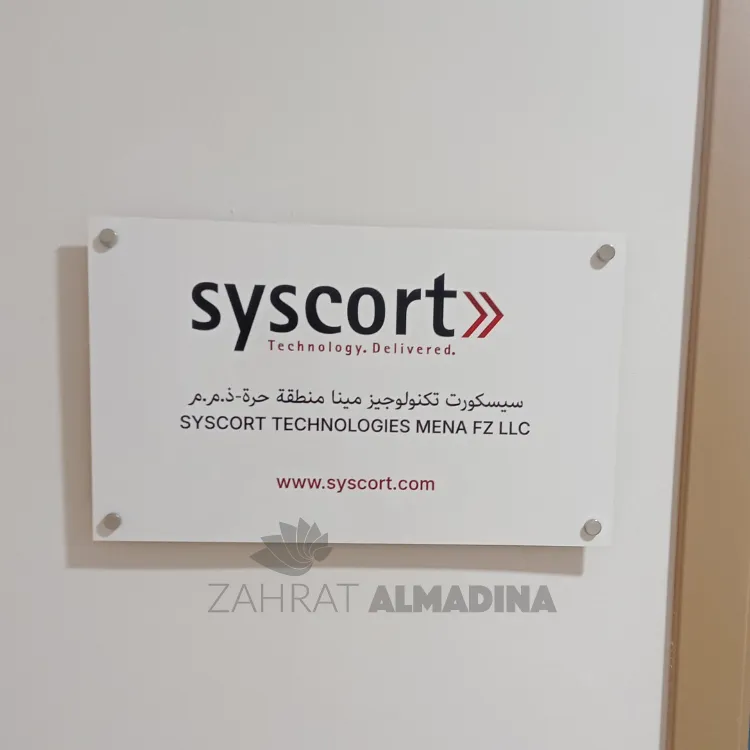 syscort
Technology. Delivered.
سيسكورت تكنولوجيز مينا منطقة حرة-ذ.م.م
SYSCORT TECHNOLOGIES MENA FZ LLC
www.syscort.com
ZAHRAT ALMADINA